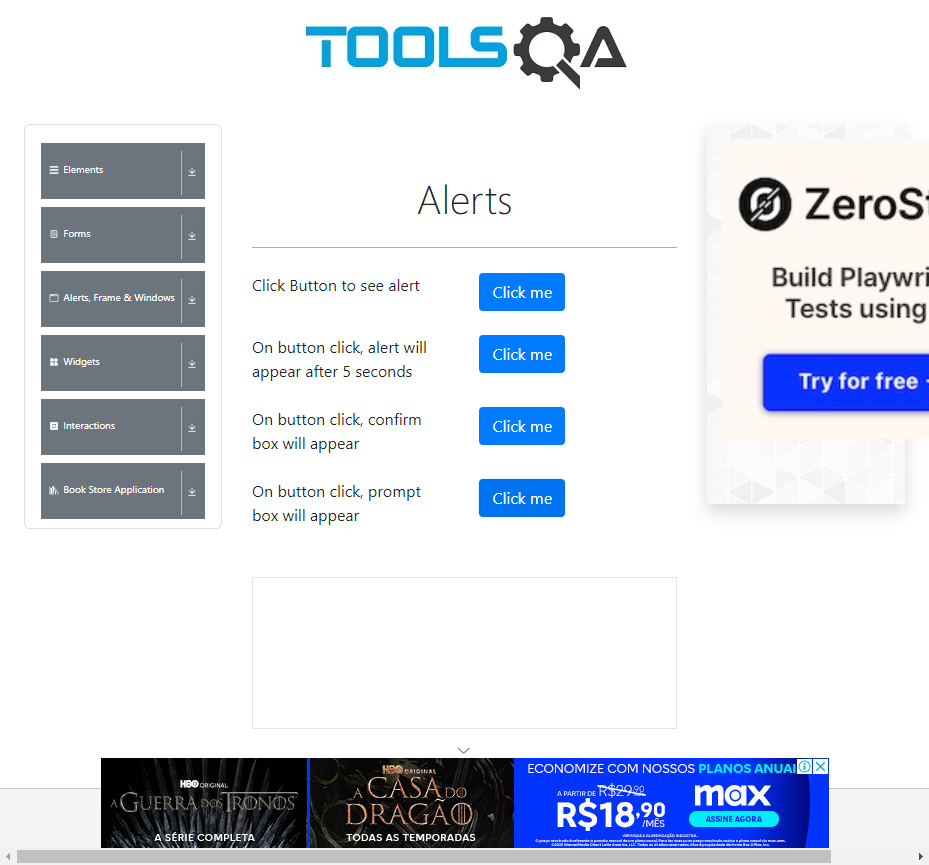 TOOLSQA
Elements
Forms
Alerts, Frame & Windows
Widgets
Interactions
Book Store Application
Alerts
Click Button to see alert
Click me
On button click, alert will
appear after 5 seconds
Click me
On button click, confirm
box will appear
Click me
On button click, prompt
box will appear
Click me
ZeroSt
Build Playwri
Tests using
Try for free
HBO ORIGINAL
A GUERRA DOS TRONOS
A SÉRIE COMPLETA
HBO ORIGINAL
A CASA DO
DRAGÃO
TODAS AS TEMPORADAS
ECONOMIZE COM NOSSOS PLANOS ANUAI
A PARTIR DE R$29,90
R$18,90
/MÊS
max
ASSINE AGORA